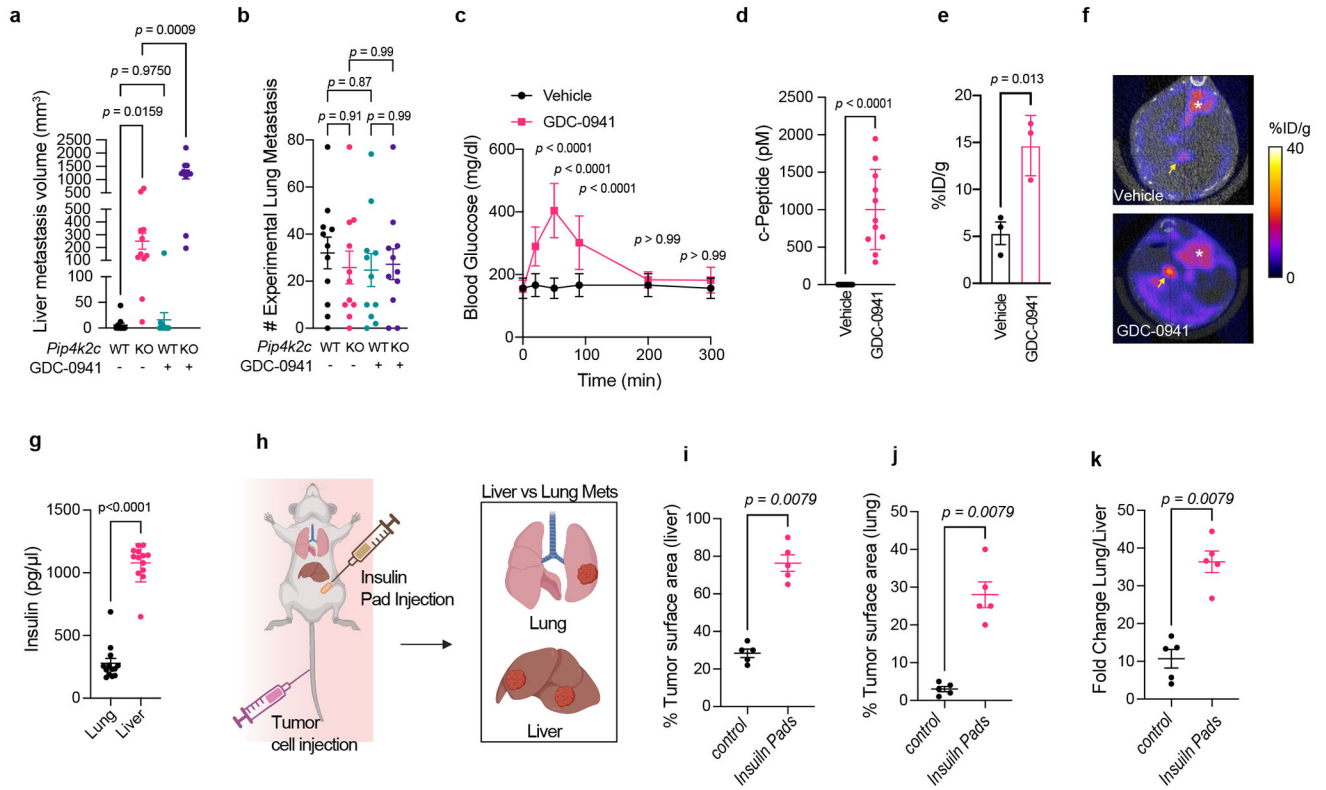 a
p = 0.0009
p = 0.9750
p = 0.0159
Liver metastasis volume (mm³)
2500
2000
1500
1000
500
400
300
200
100
100
50
0
Pip4k2c WT KO WT KO
GDC-0941 - - + +
b
p = 0.99
p = 0.87
p = 0.91 p = 0.99
# Experimental Lung Metastasis
80
60
40
20
0
Pip4k2c WT KO WT KO
GDC-0941 - - + +
c
Vehicle
GDC-0941
Blood Glucose (mg/dl)
600
400
200
0
p < 0.0001
p < 0.0001
p < 0.0001
p > 0.99
p > 0.99
0 100 200 300
Time (min)
d
p < 0.0001
c-Peptide (pM)
2500
2000
1500
1000
500
0
Vehicle
GDC-0941
e
p = 0.013
%ID/g
20
15
10
5
0
Vehicle
GDC-0941
f
*
Vehicle
*
GDC-0941
%ID/g
40
0
g
p<0.0001
Insulin (pg/µl)
1500
1000
500
0
Lung
Liver
h
Insulin
Pad Injection
Tumor
cell injection
Liver vs Lung Mets
Lung
Liver
i
p = 0.0079
% Tumor surface area (liver)
100
80
60
40
20
0
control
Insuiln Pads
j
p = 0.0079
% Tumor surface area (lung)
50
40
30
20
10
0
control
Insuiln Pads
k
p = 0.0079
Fold Change Lung/Liver
50
40
30
20
10
0
control
Insuiln Pads